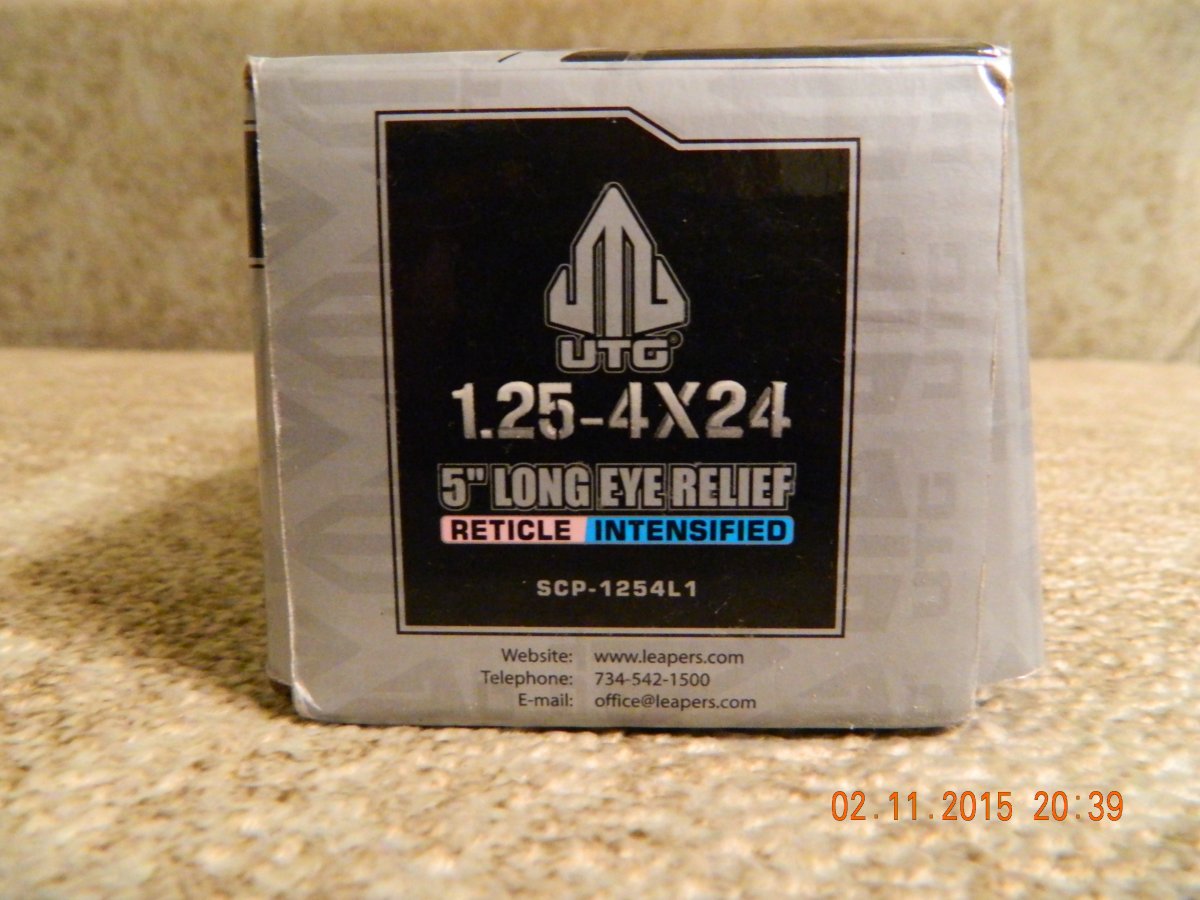 UTG®
1.25-4X24
5" LONG EYE RELIEF
RETICLE INTENSIFIED
SCP-1254L1
Website: www.leapers.com
Telephone: 734-542-1500
E-mail: office@leapers.com
02.11.2015 20:39